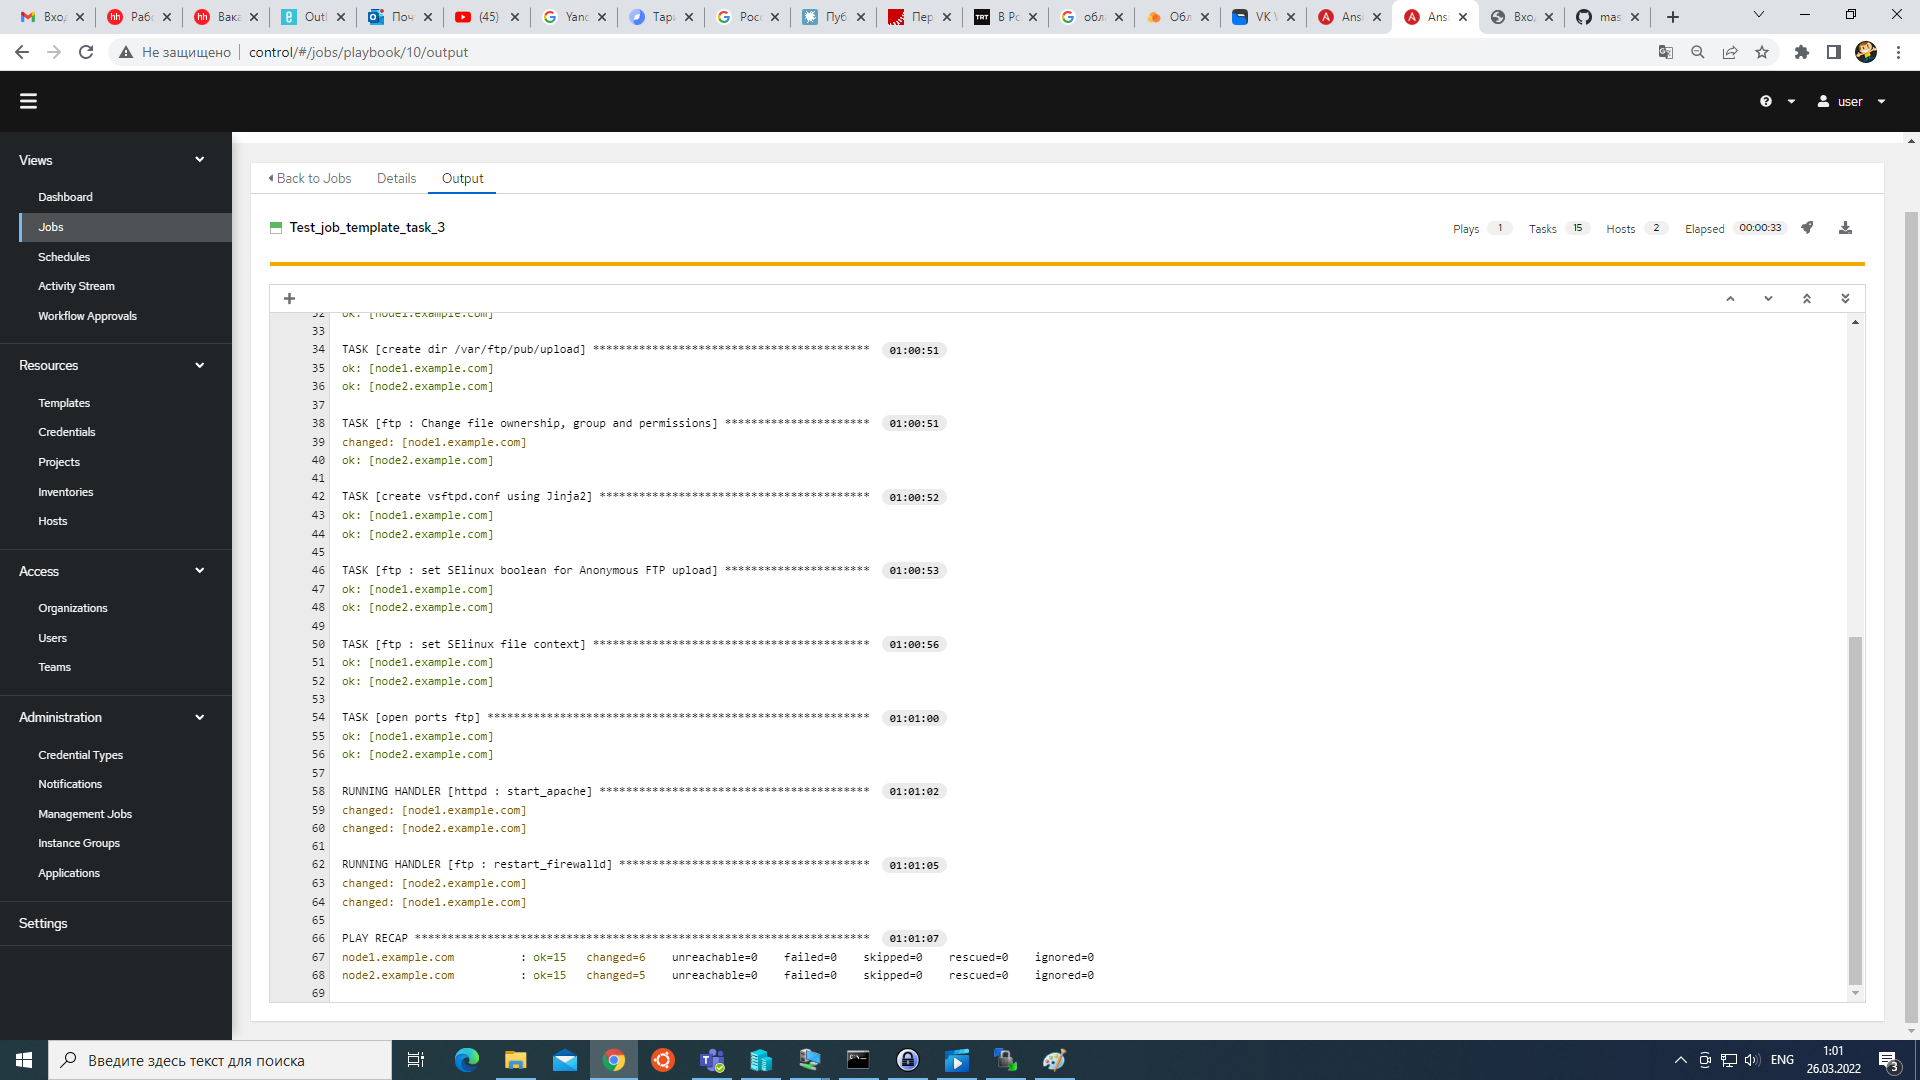 Вход
Рабо
Вака
Outl
Поч
(45)
Yanc
Тари
Росс
Пуб
Пер
В Рс
обл
Обл
VK
Ansi
Ansi
Вхо
mas
Не защищено
control/#/jobs/playbook/10/output
user
Views
Dashboard
Jobs
Schedules
Activity Stream
Workflow Approvals
Resources
Templates
Credentials
Projects
Inventories
Hosts
Access
Organizations
Users
Teams
Administration
Credential Types
Notifications
Management Jobs
Instance Groups
Applications
Settings
Back to Jobs Details Output
Test_job_template_task_3
Plays 1 Tasks 15 Hosts 2 Elapsed 00:00:33
32 ok: [node1.example.com]
33
34 TASK [create dir /var/ftp/pub/upload] ****************************************** 01:00:51
35 ok: [node1.example.com]
36 ok: [node2.example.com]
37
38 TASK [ftp : Change file ownership, group and permissions] ********************** 01:00:51
39 changed: [node1.example.com]
40 ok: [node2.example.com]
41
42 TASK [create vsftpd.conf using Jinja2] ***************************************** 01:00:52
43 ok: [node1.example.com]
44 ok: [node2.example.com]
45
46 TASK [ftp : set SElinux boolean for Anonymous FTP upload] ********************** 01:00:53
47 ok: [node1.example.com]
48 ok: [node2.example.com]
49
50 TASK [ftp : set SElinux file context] ****************************************** 01:00:56
51 ok: [node1.example.com]
52 ok: [node2.example.com]
53
54 TASK [open ports ftp] ********************************************************** 01:01:00
55 ok: [node1.example.com]
56 ok: [node2.example.com]
57
58 RUNNING HANDLER [httpd : start_apache] ***************************************** 01:01:02
59 changed: [node1.example.com]
60 changed: [node2.example.com]
61
62 RUNNING HANDLER [ftp : restart_firewalld] ************************************** 01:01:05
63 changed: [node2.example.com]
64 changed: [node1.example.com]
65
66 PLAY RECAP ********************************************************************* 01:01:07
67 node1.example.com : ok=15 changed=6 unreachable=0 failed=0 skipped=0 rescued=0 ignored=0
68 node2.example.com : ok=15 changed=5 unreachable=0 failed=0 skipped=0 rescued=0 ignored=0
69
Введите здесь текст для поиска
ENG
1:01
26.03.2022
3